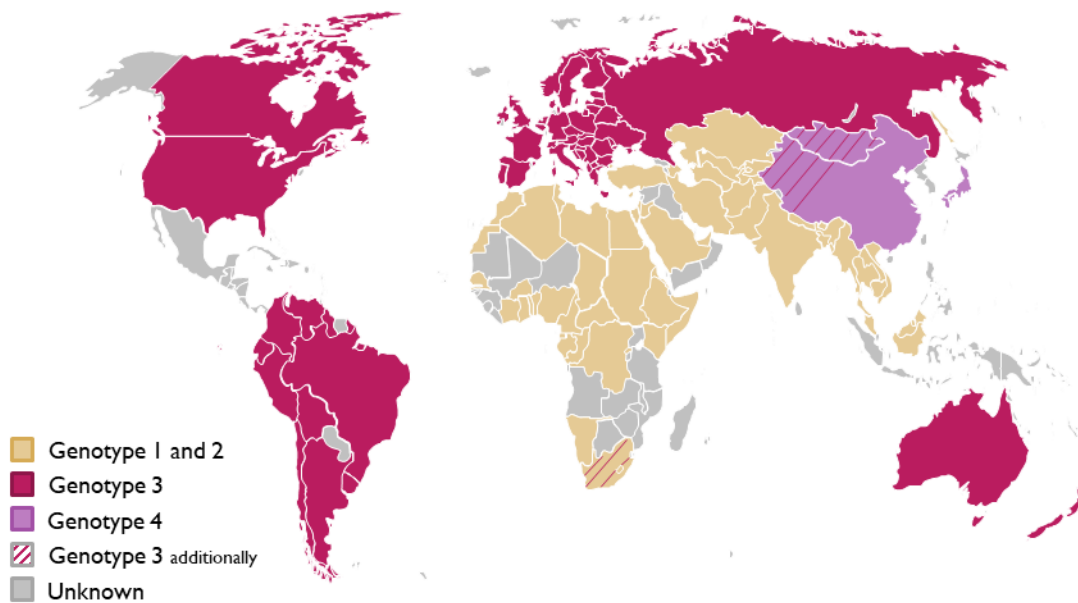 Genotype 1 and 2
Genotype 3
Genotype 4
Genotype 3 additionally
Unknown